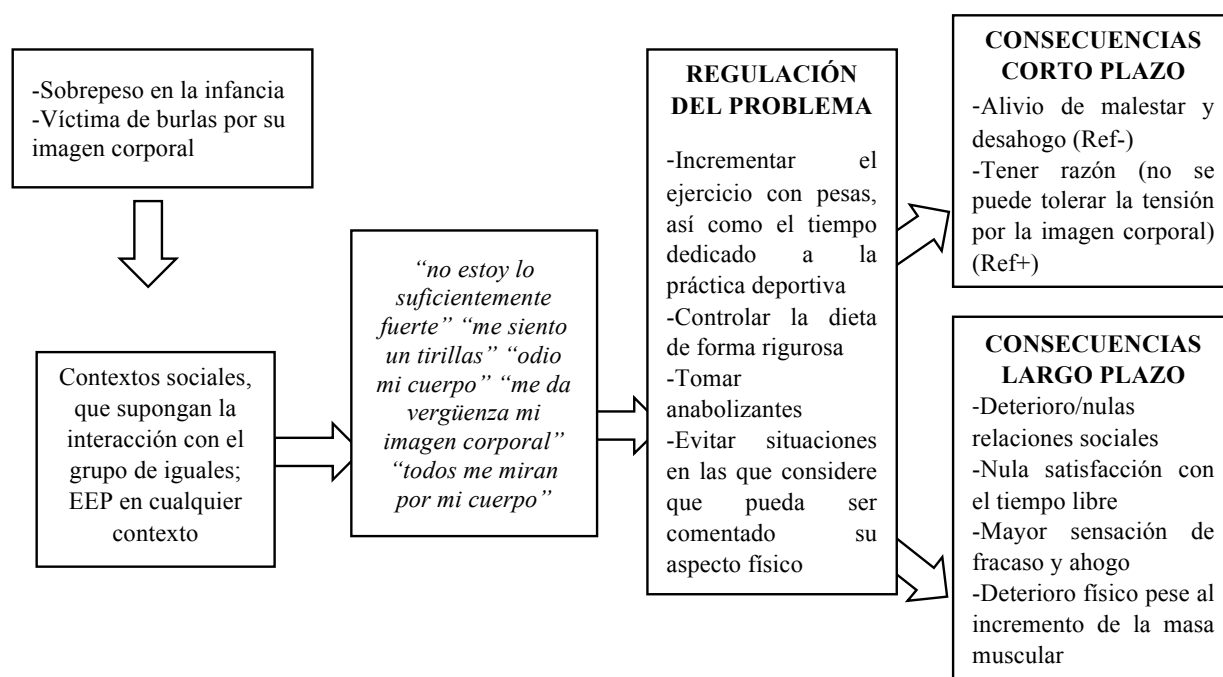 -Sobrepeso en la infancia
-Víctima de burlas por su
imagen corporal
Contextos sociales,
que supongan la
interacción con el
grupo de iguales;
EEP en cualquier
contexto
“no estoy lo
suficientemente
fuerte” “me siento
un tirillas” “odio
mi cuerpo” “me da
vergüenza mi
imagen corporal”
“todos me miran
por mi cuerpo”
REGULACIÓN
DEL PROBLEMA
-Incrementar el
ejercicio con pesas,
así como el tiempo
dedicado a la
práctica deportiva
-Controlar la dieta
de forma rigurosa
-Tomar
anabolizantes
-Evitar situaciones
en las que considere
que pueda ser
comentado su
aspecto físico
CONSECUENCIAS
CORTO PLAZO
-Alivio de malestar y
desahogo (Ref-)
-Tener razón (no se
puede tolerar la tensión
por la imagen corporal)
(Ref+)
CONSECUENCIAS
LARGO PLAZO
-Deterioro/nulas
relaciones sociales
-Nula satisfacción con
el tiempo libre
-Mayor sensación de
fracaso y ahogo
-Deterioro físico pese al
incremento de la masa
muscular